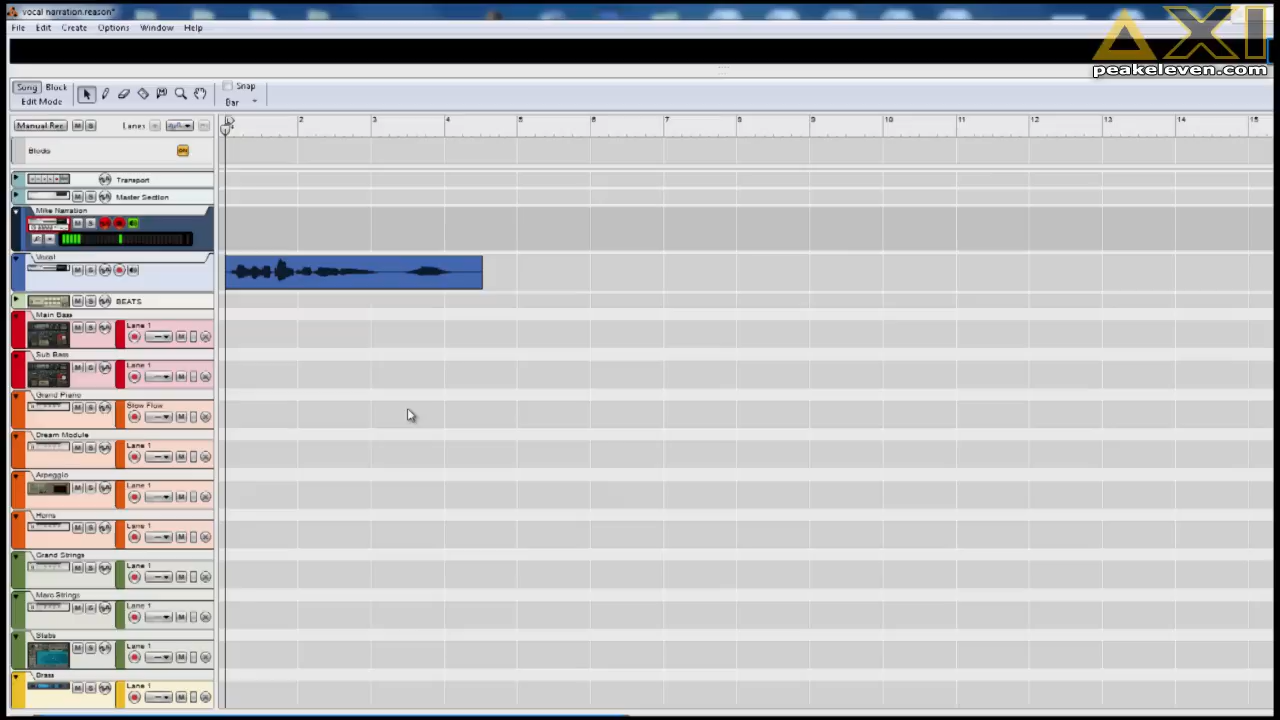 vocal narration.reason*
File Edit Create Options Window Help
AXI
peakeleven.com
Song Block
Snap
Edit Mode
Bar
Manual Rec M S Lanes
2 3 4 5 6 7 8 9 10 11 12 13 14 15
Blocks
Transport
M S Master Section
Mike Narration
M S
Vocal
M S
M S BEATS
Main Bass
Lane 1
M S
M
Sub Bass
Lane 1
M S
M
Grand Piano
Slow Flow
M S
M
Dream Module
Lane 1
M S
M
Arpeggio
Lane 1
M S
M
Horns
Lane 1
M S
M
Grand Strings
Lane 1
M S
M
Marc Strings
Lane 1
M S
M
Stabs
Lane 1
M S
M
Brass
Lane 1
M S
M